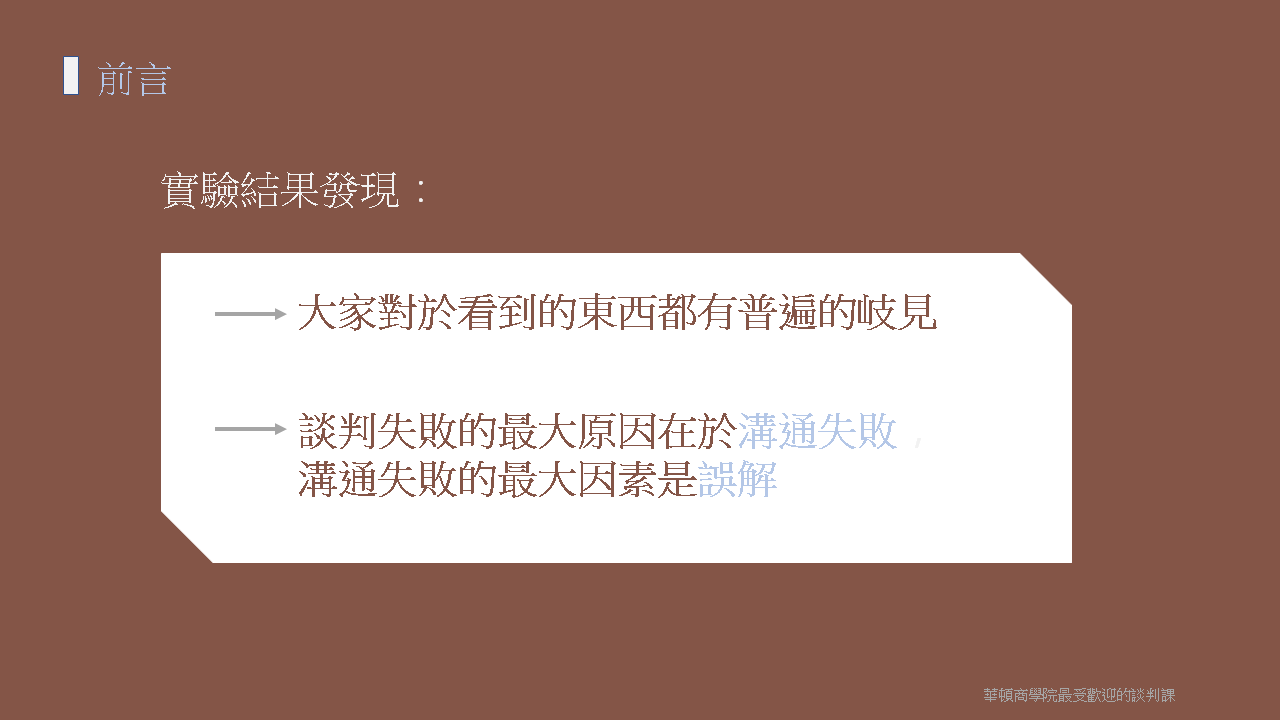 前言
實驗結果發現：
大家對於看到的東西都有普遍的岐見
談判失敗的最大原因在於溝通失敗，
溝通失敗的最大因素是誤解
華頓商學院最受歡迎的談判課